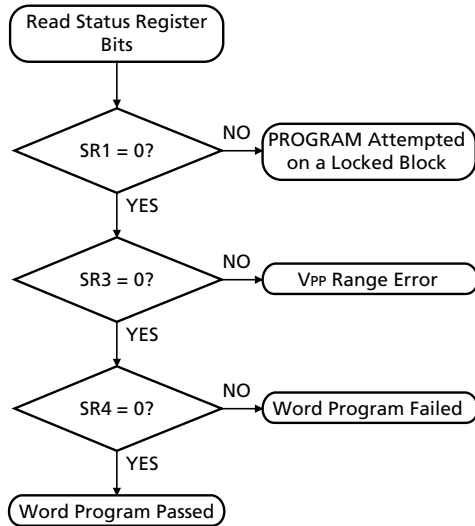 Read Status Register
Bits
SR1 = 0?
NO
PROGRAM Attempted
on a Locked Block
YES
SR3 = 0?
NO
VPP Range Error
YES
SR4 = 0?
NO
Word Program Failed
YES
Word Program Passed